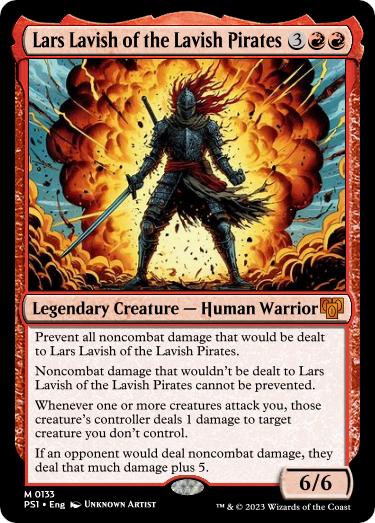 Lars Lavish of the Lavish Pirates 3
Legendary Creature — Human Warrior
Prevent all noncombat damage that would be dealt
to Lars Lavish of the Lavish Pirates.
Noncombat damage that wouldn't be dealt to Lars
Lavish of the Lavish Pirates cannot be prevented.
Whenever one or more creatures attack you, those
creature's controller deals 1 damage to target
creature you don't control.
If an opponent would deal noncombat damage, they
deal that much damage plus 5.
6/6
M 0133
PS1 • Eng Unknown Artist
™ & © 2023 Wizards of the Coast